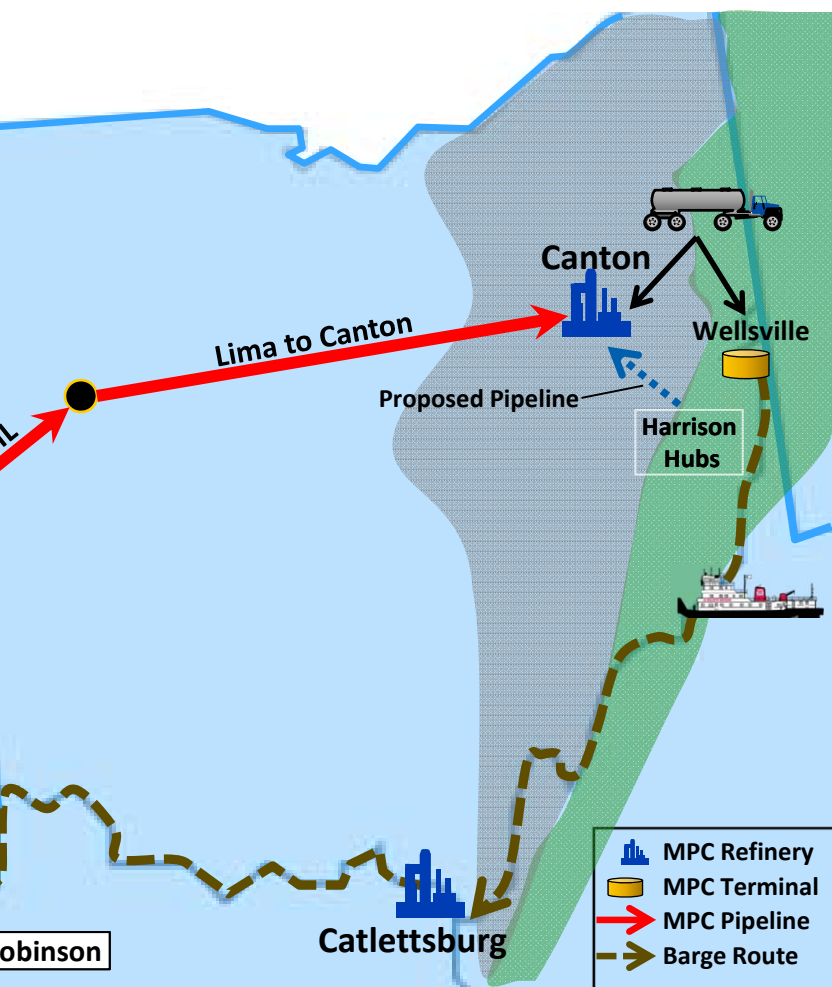 Canton
Wellsville
Lima to Canton
Proposed Pipeline
Harrison
Hubs
MPC Refinery
MPC Terminal
MPC Pipeline
Barge Route
Catlettsburg
obinson